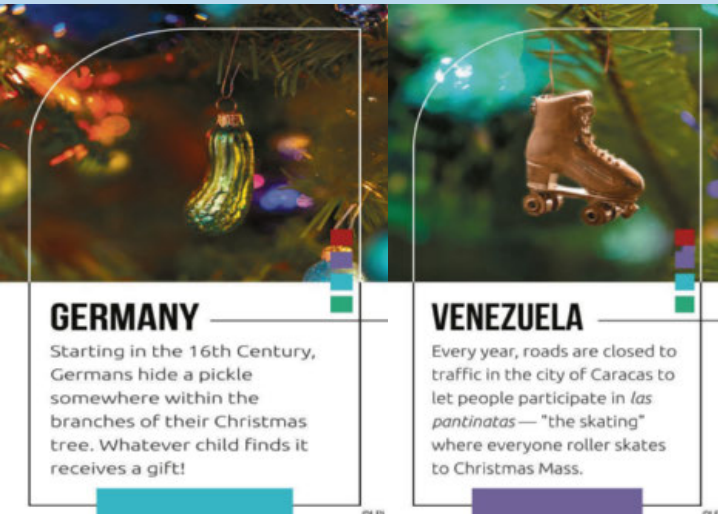 GERMANY
Starting in the 16th Century,
Germans hide a pickle
somewhere within the
branches of their Christmas
tree. Whatever child finds it
receives a gift!
VENEZUELA
Every year, roads are closed to
traffic in the city of Caracas to
let people participate in las
pantinatas — "the skating"
where everyone roller skates
to Christmas Mass.